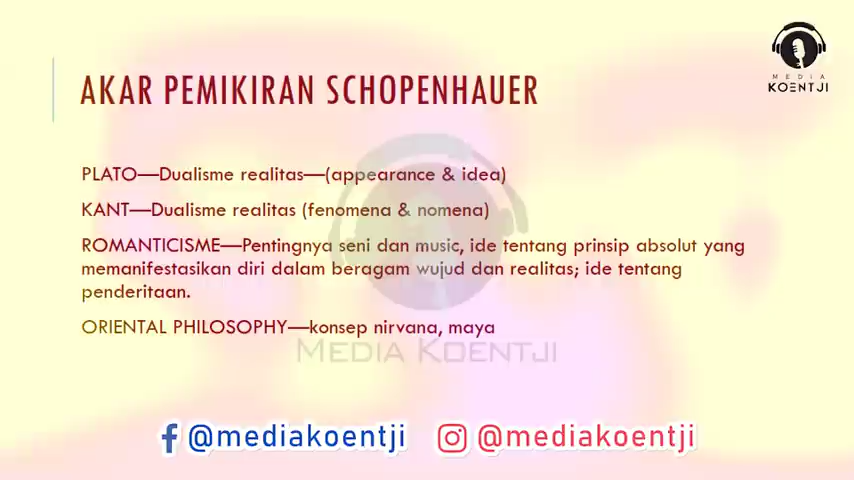 MEDIA
KOENTJI
AKAR PEMIKIRAN SCHOPENHAUER
PLATO—Dualisme realitas—(appearance & idea)
KANT—Dualisme realitas (fenomena & nomena)
ROMANTICISME—Pentingnya seni dan music, ide tentang prinsip absolut yang
memanifestasikan diri dalam beragam wujud dan realitas; ide tentang
penderitaan.
ORIENTAL PHILOSOPHY—konsep nirvana, maya
MEDIA KOENTJI
@mediakoentji @mediakoentji